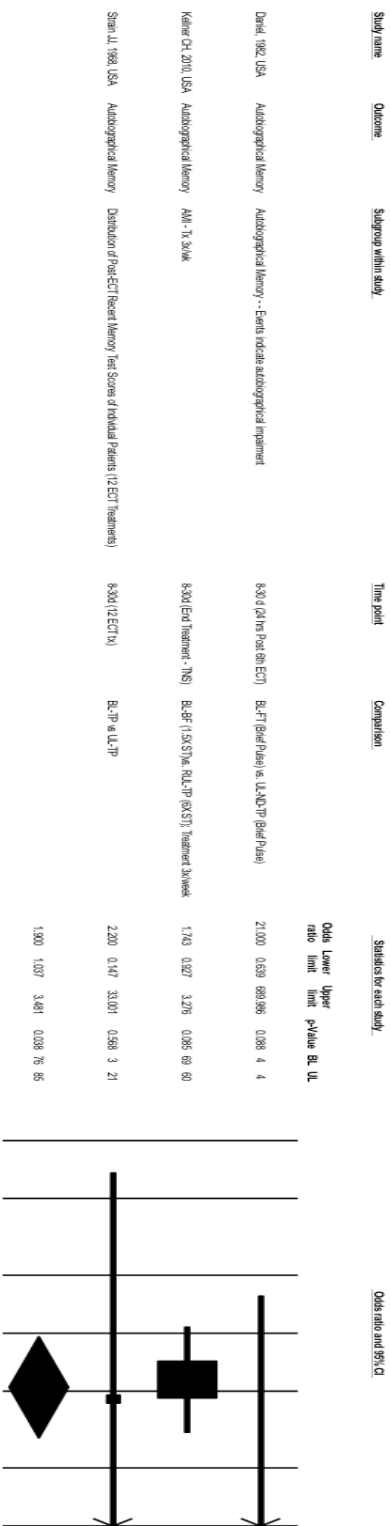 Study name Outcome Subgroup within study Time point Comparison Statistics for each study Odds ratio and 95% CI
Odds Lower Upper
ratio limit limit p-Value BL UL
Daniel, 1982, USA Autobiographical Memory Autobiographical Memory - - Events indicate autobiographical impairment 8-30 d (24 hrs Post 6th ECT) BL-FT (Brief Pulse) vs. UL-ND-TP (Brief Pulse) 21.000 0.639 689.986 0.088 4 4
Kellner CH, 2010, USA Autobiographical Memory AMI - Tx 3x/wk 8-30d (End Treatment - TNS) BL-BF (1.5X ST)vs. RUL-TP (6X ST); Treatment 3x/week 1.743 0.927 3.276 0.085 69 60
Strain JJ, 1968, USA Autobiographical Memory Distribution of Post-ECT Recent Memory Test Scores of Individual Patients (12 ECT Treatments) 8-30d (12 ECT tx) BL-TP vs UL-TP 2.200 0.147 33.001 0.568 3 21
1.900 1.037 3.481 0.038 76 85